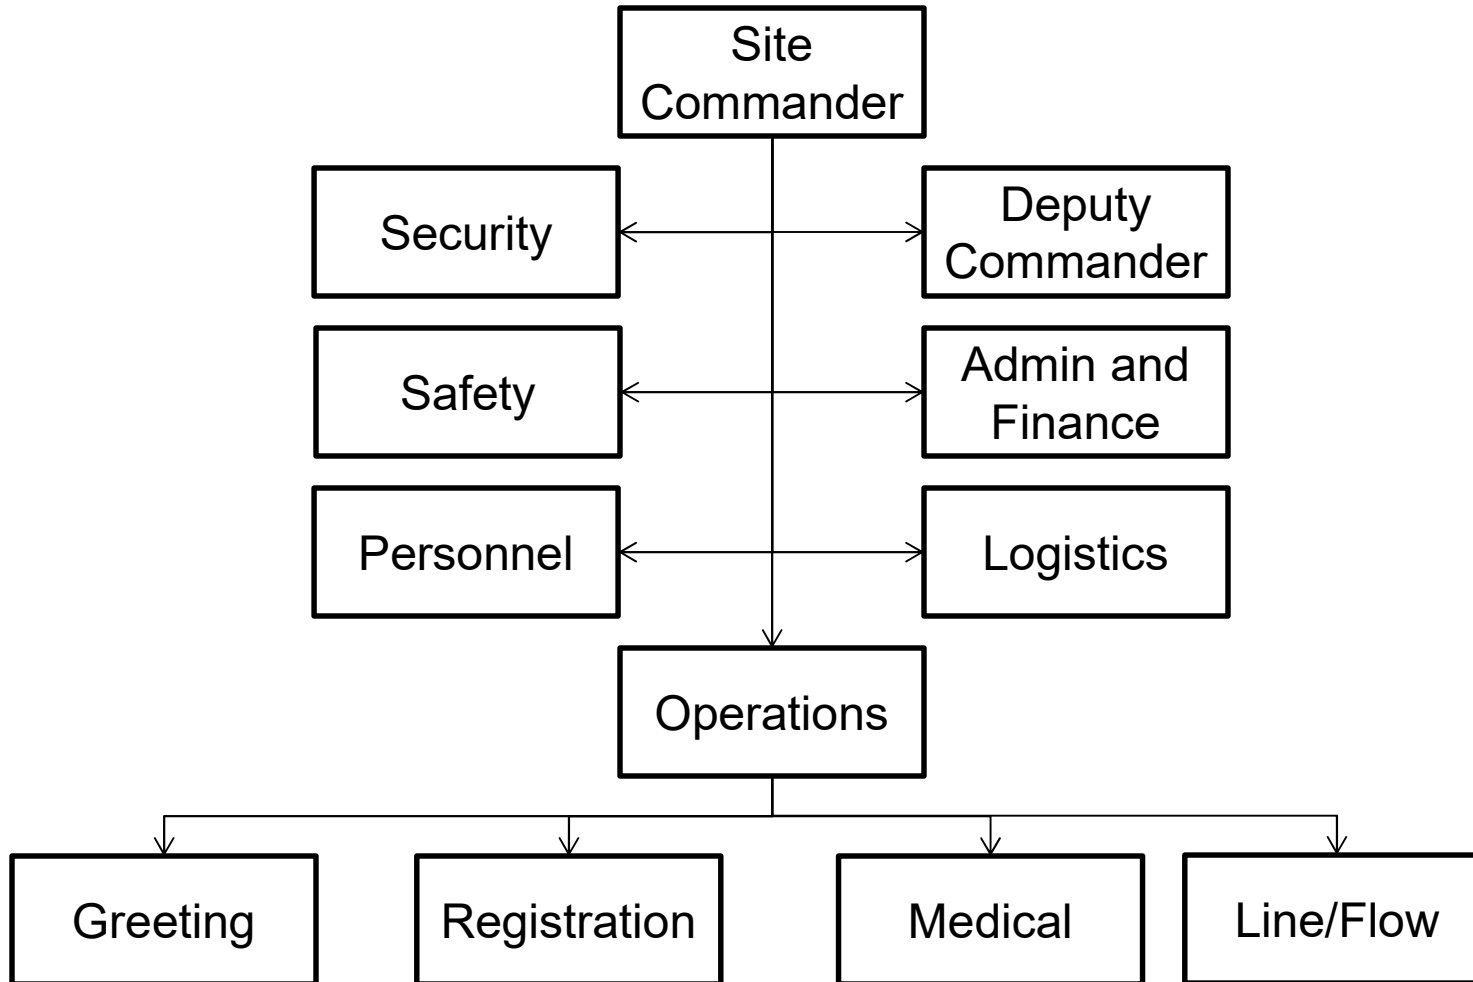 Site
Commander
Security
Deputy
Commander
Safety
Admin and
Finance
Personnel
Logistics
Operations
Greeting
Registration
Medical
Line/Flow